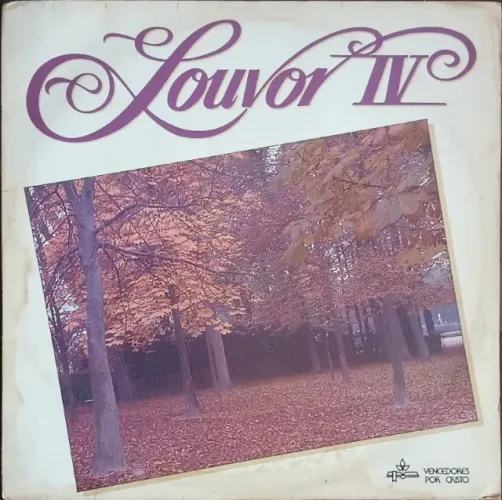 Louvor IV
VENCEDORES
POR CRISTO